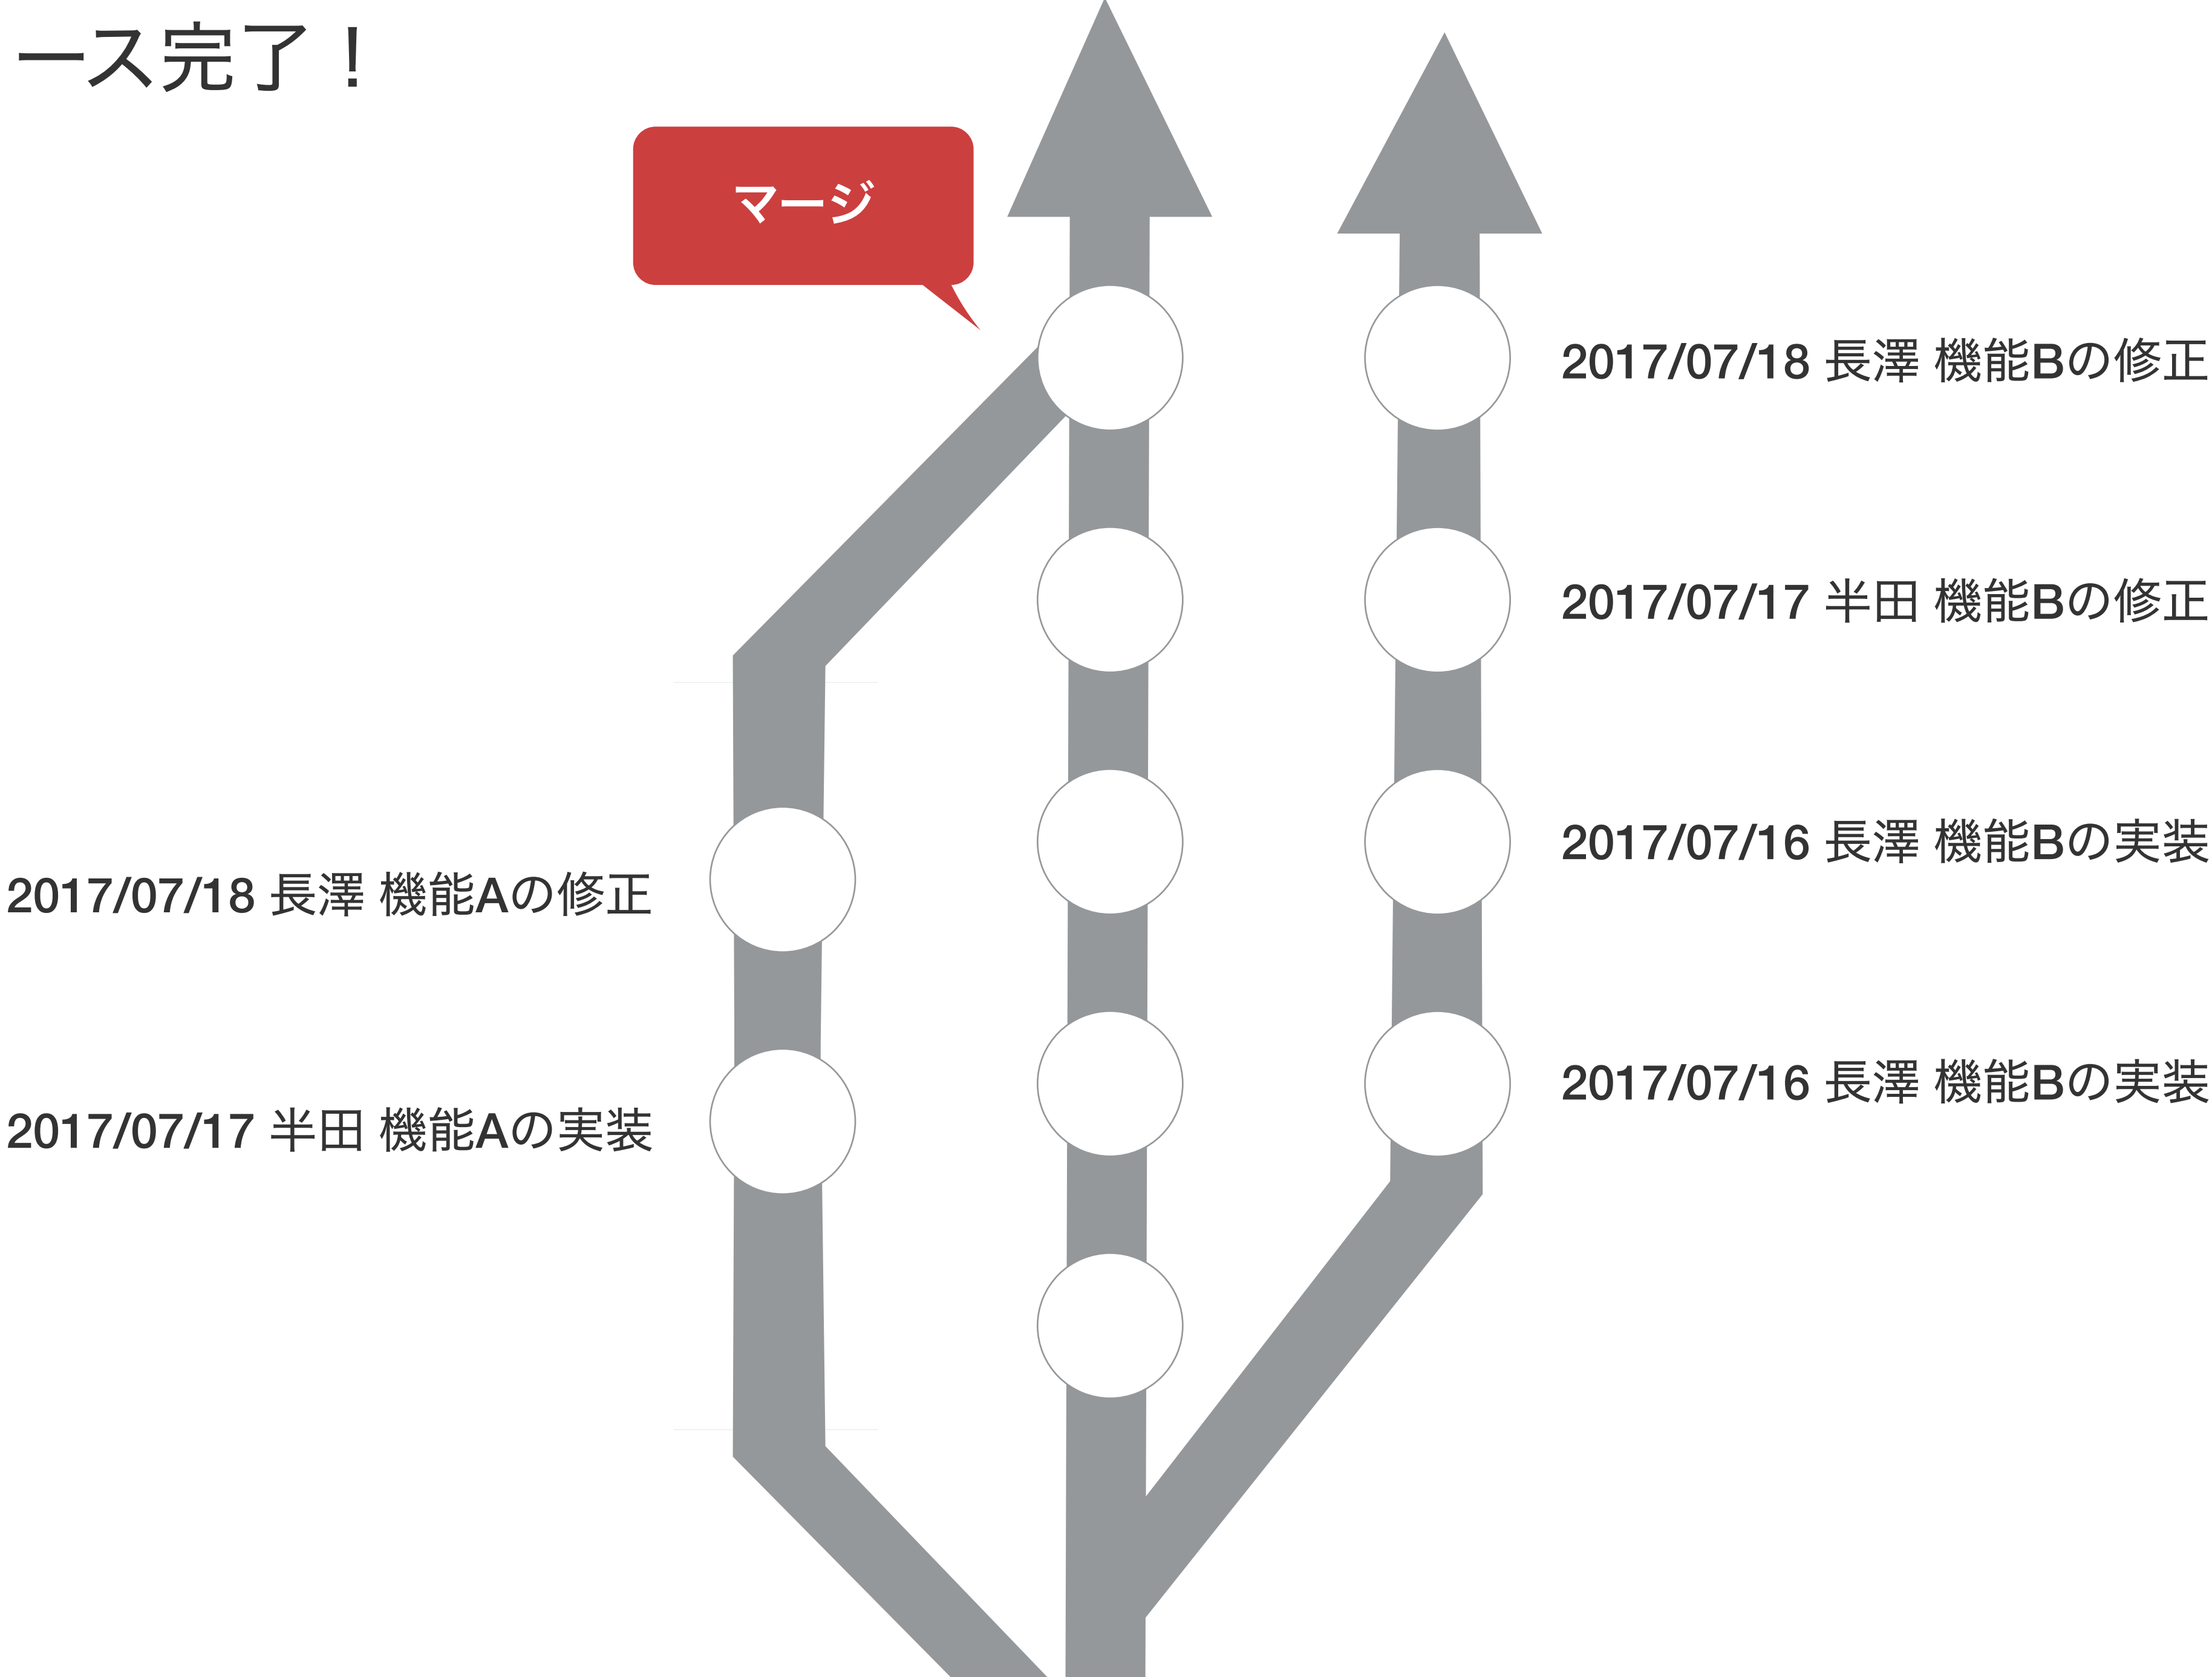 ース完了！
マージ
2017/07/18 長澤 機能Bの修正
2017/07/17 半田 機能Bの修正
2017/07/16 長澤 機能Bの実装
2017/07/18 長澤 機能Aの修正
2017/07/16 長澤 機能Bの実装
2017/07/17 半田 機能Aの実装